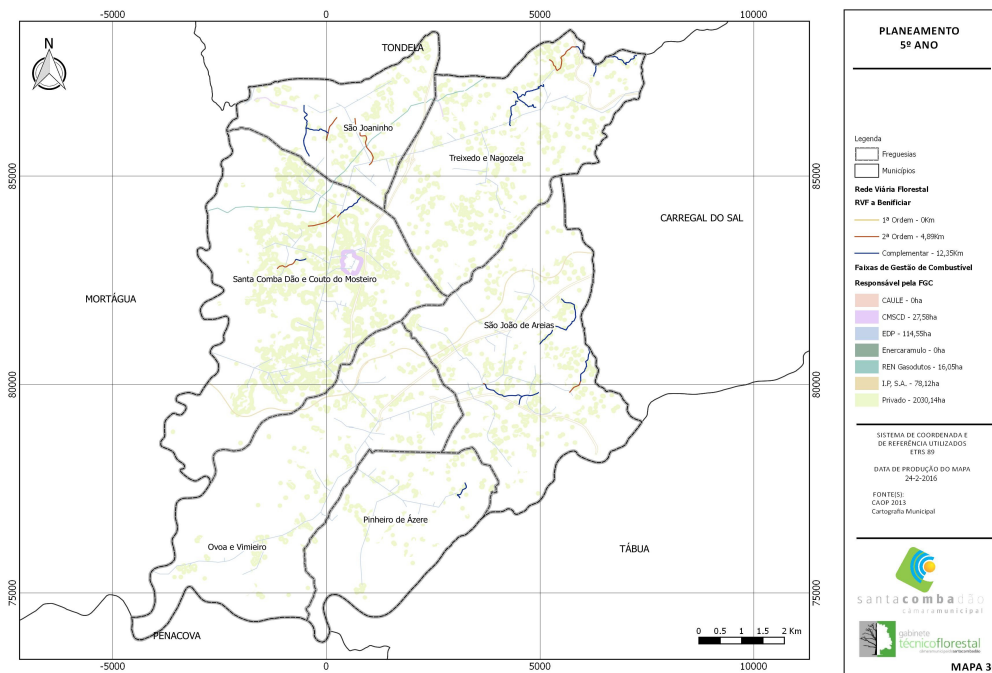 -5000
0
5000
10000
N
TONDELA
São Joaninho
Treixedo e Nagozela
85000
85000
CARREGAL DO SAL
Santa Comba Dão e Couto do Mosteiro
MORTÁGUA
São João de Areias
80000
80000
Pinheiro de Ázere
Ovoa e Vimieiro
TÁBUA
75000
75000
PENACOVA
0 0.5 1 1.5 2 Km
-5000
0
5000
10000
PLANEAMENTO
5º ANO
Legenda
Freguesias
Municípios
Rede Viária Florestal
RVF a Benificiar
1ª Ordem - 0Km
2ª Ordem - 4,89Km
Complementar - 12,35Km
Faixas de Gestão de Combustível
Responsável pela FGC
CAULE - 0ha
CMSCD - 27,58ha
EDP - 114,55ha
Enercaramulo - 0ha
REN Gasodutos - 16,05ha
I.P, S.A. - 78,12ha
Privado - 2030,14ha
SISTEMA DE COORDENADA E
DE REFERÊNCIA UTILIZADOS
ETRS 89
DATA DE PRODUÇÃO DO MAPA
24-2-2016
FONTE(S):
CAOP 2013
Cartografia Municipal
santacombadão
câmaramunicipal
gabinete
técnicoflorestal
MAPA 3